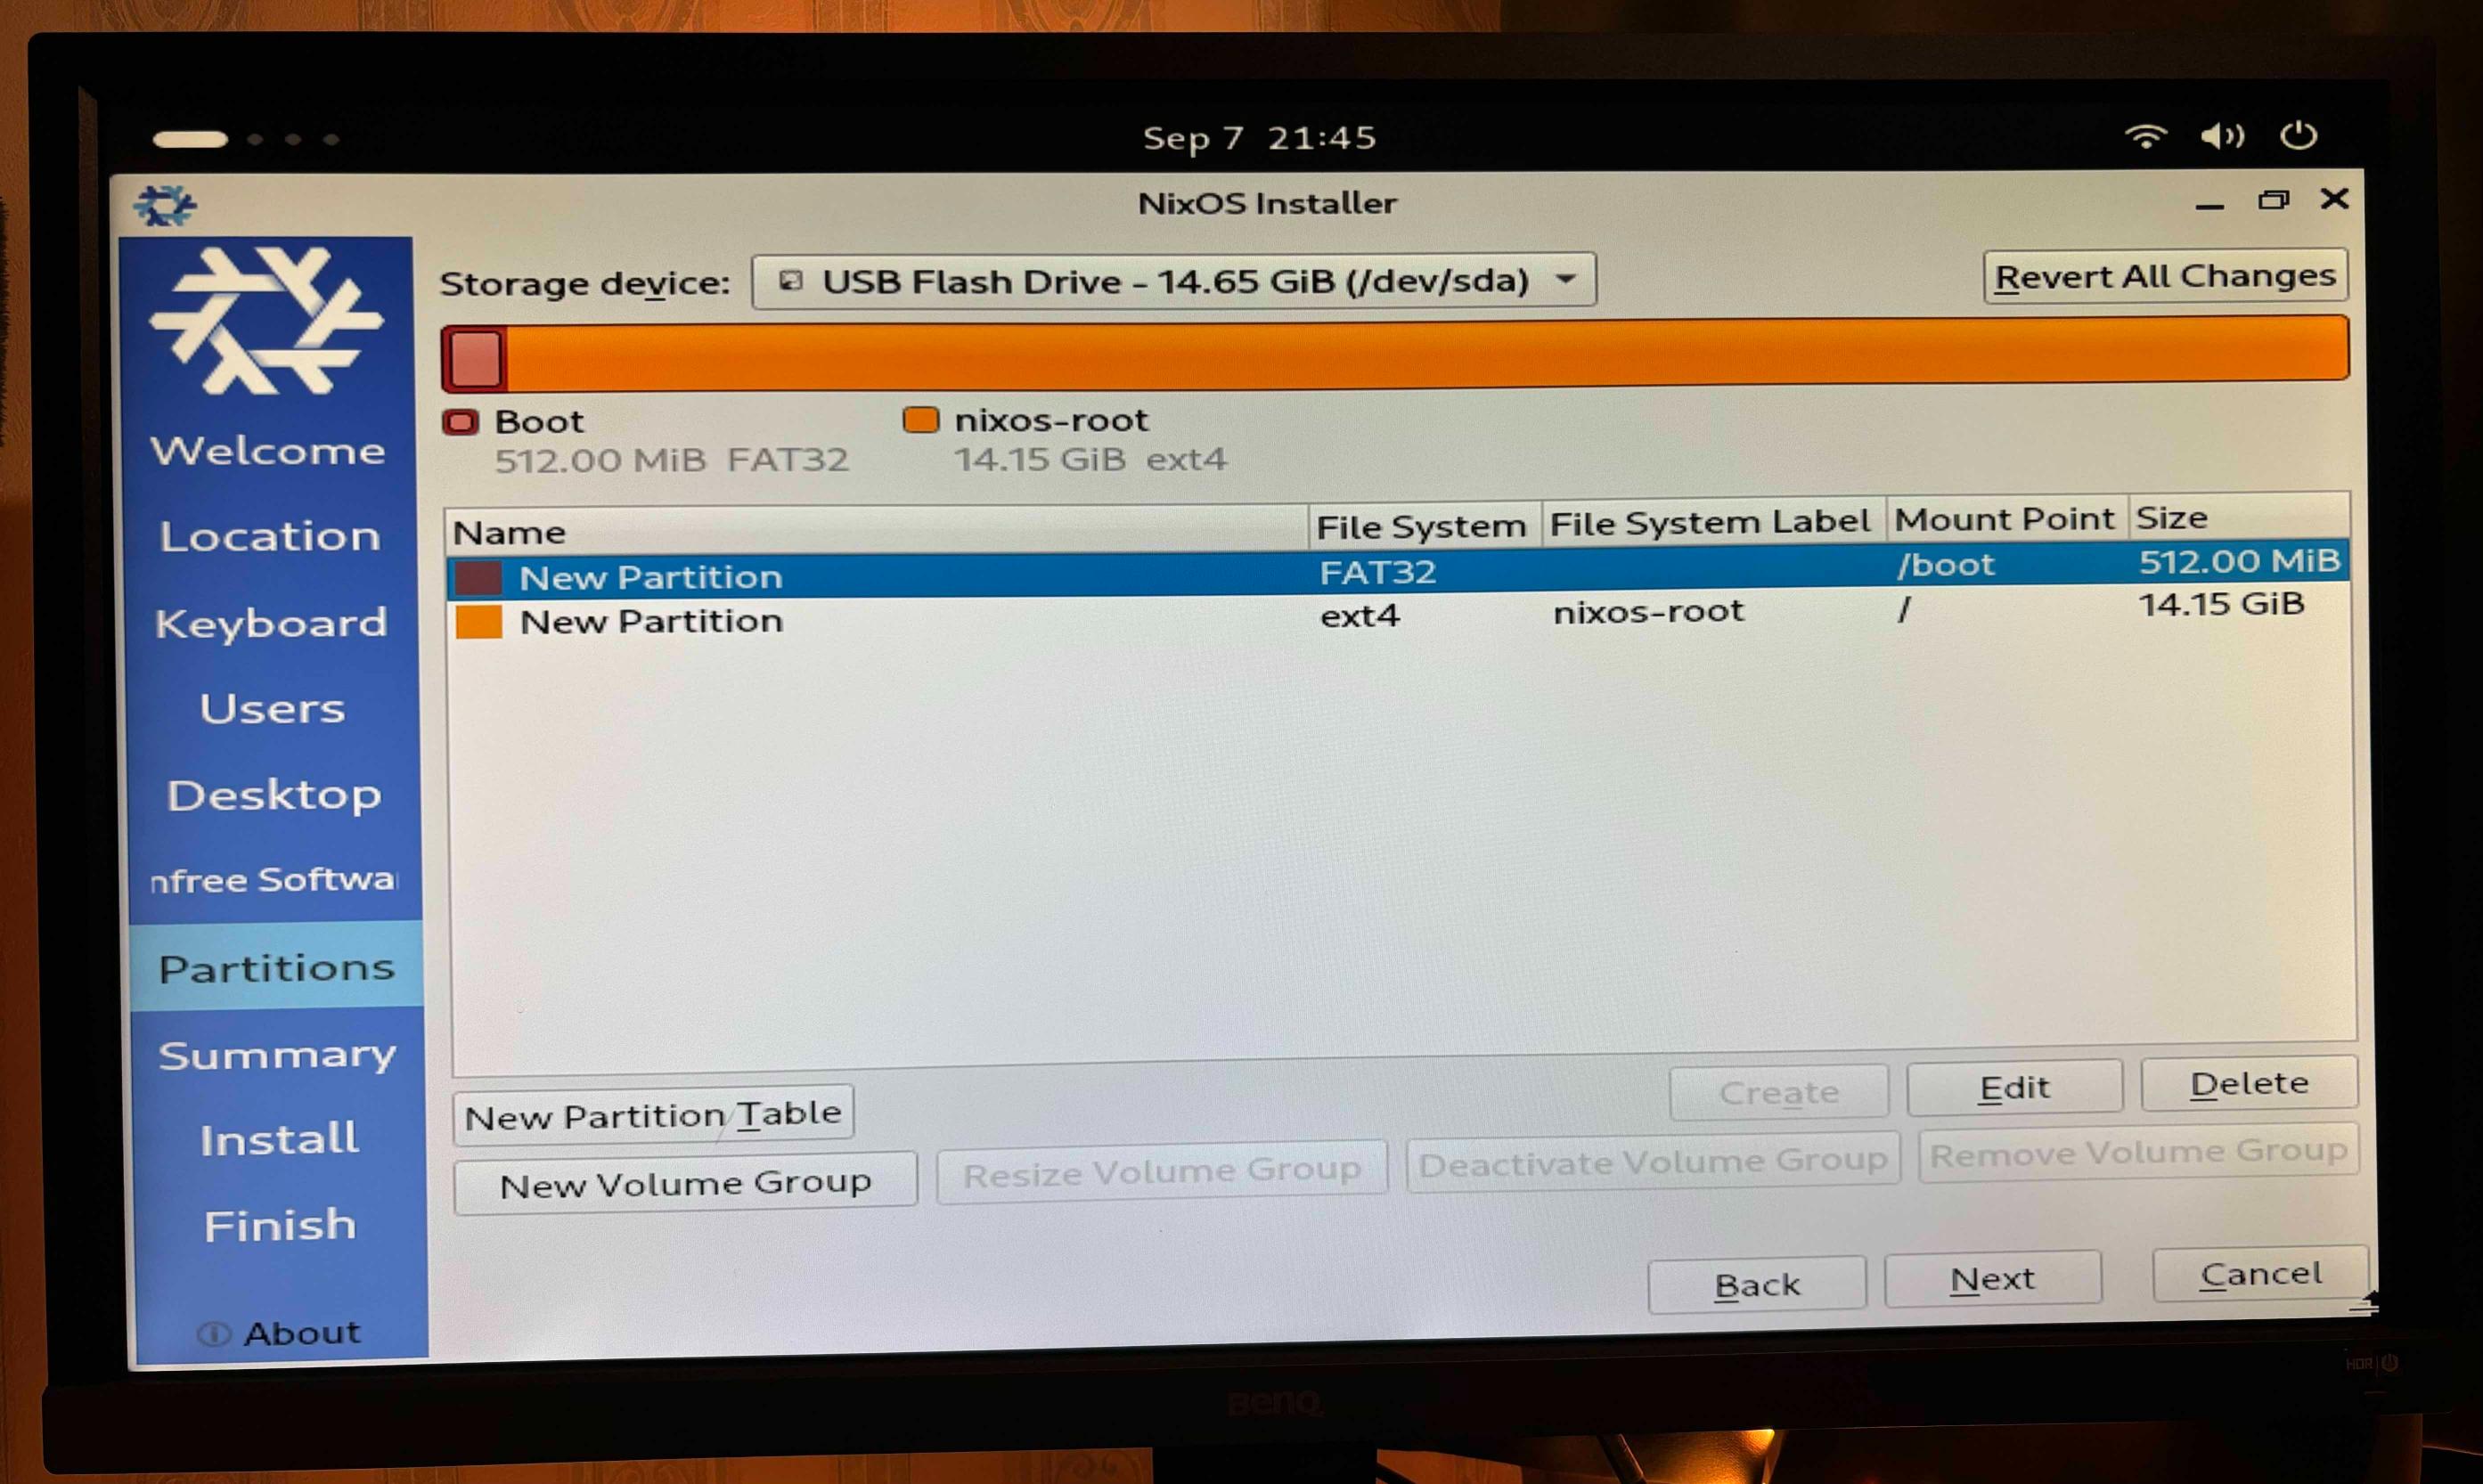 Sep 7 21:45
NixOS Installer
Storage device: USB Flash Drive - 14.65 GiB (/dev/sda) Revert All Changes
Boot nixos-root
512.00 MiB FAT32 14.15 GiB ext4
Welcome
Location
Keyboard
Users
Desktop
nfree Softwa
Partitions
Summary
Install
Finish
About
Name File System File System Label Mount Point Size
New Partition FAT32 /boot 512.00 MiB
New Partition ext4 nixos-root / 14.15 GiB
New Partition Table Create Edit Delete
New Volume Group Resize Volume Group Deactivate Volume Group Remove Volume Group
Back Next Cancel
HDR
BenQ